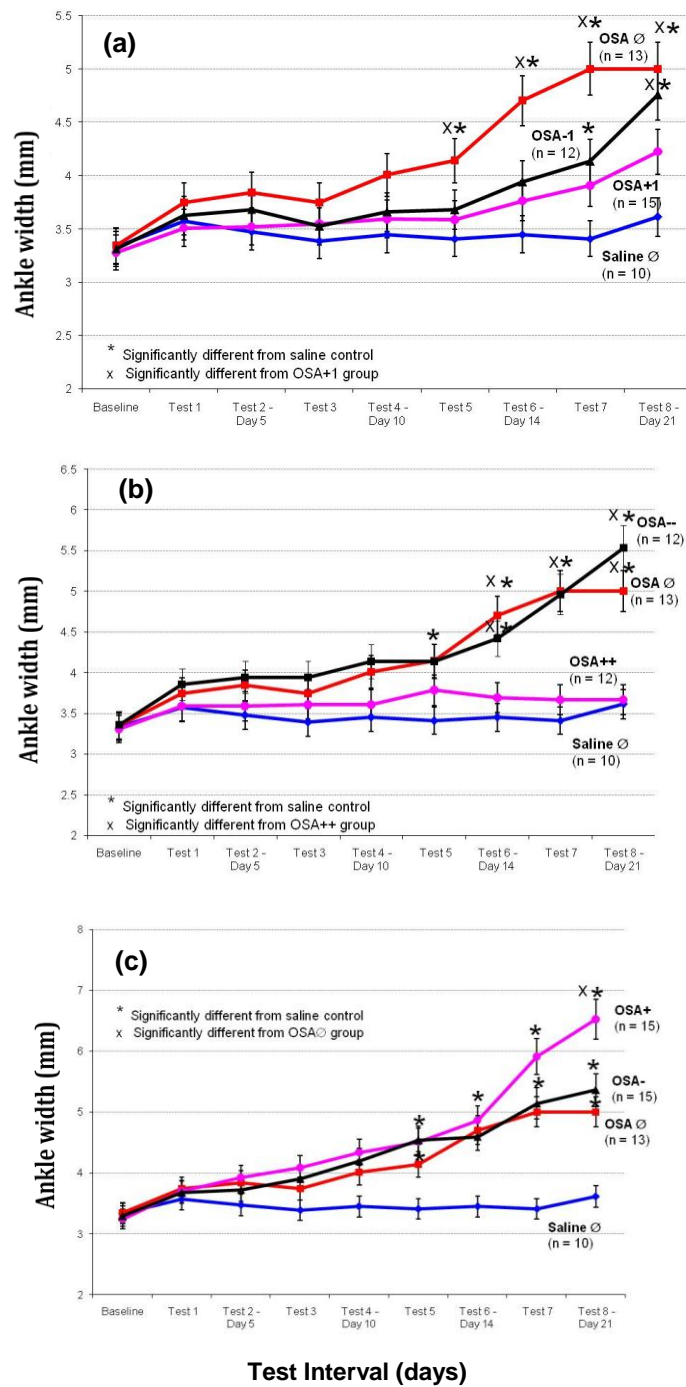 (a)
Ankle width (mm)
5.5
5
4.5
4
3.5
3
2.5
2
x* x*
OSA Ø
(n = 13)
x*
x*
x*
OSA-1
(n = 12)
*
OSA+1
(n = 15)
Saline Ø
(n = 10)
* Significantly different from saline control
x Significantly different from OSA+1 group
Baseline Test 1 Test 2 - Day 5 Test 3 Test 4 - Day 10 Test 5 Test 6 - Day 14 Test 7 Test 8 - Day 21
(b)
Ankle width (mm)
6.5
6
5.5
5
4.5
4
3.5
3
2.5
2
x*
OSA--
(n = 12)
x* x* x*
OSA Ø
(n = 13)
* x*
OSA++
(n = 12)
Saline Ø
(n = 10)
* Significantly different from saline control
x Significantly different from OSA++ group
Baseline Test 1 Test 2 - Day 5 Test 3 Test 4 - Day 10 Test 5 Test 6 - Day 14 Test 7 Test 8 - Day 21
(c)
Ankle width (mm)
8
7
6
5
4
3
2
* Significantly different from saline control
x Significantly different from OSA∅ group
x*
OSA+
(n = 15)
*
* * * *
OSA-
(n = 15)
* *
OSA Ø
(n = 13)
Saline Ø
(n = 10)
Baseline Test 1 Test 2 - Day 5 Test 3 Test 4 - Day 10 Test 5 Test 6 - Day 14 Test 7 Test 8 - Day 21
Test Interval (days)